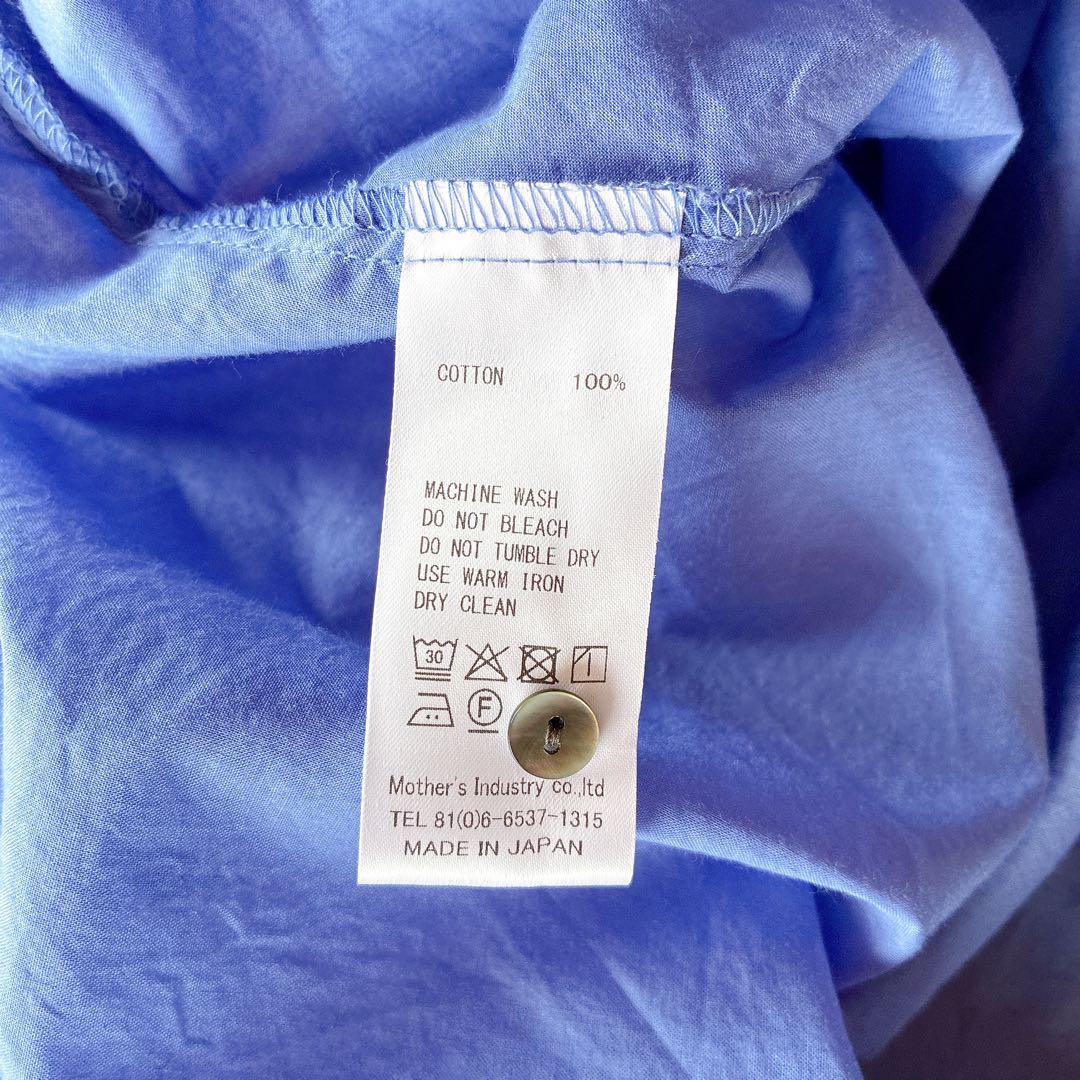 COTTON 100%
MACHINE WASH
DO NOT BLEACH
DO NOT TUMBLE DRY
USE WARM IRON
DRY CLEAN
30
F
Mother's Industry co.,ltd
TEL 81(0)6-6537-1315
MADE IN JAPAN